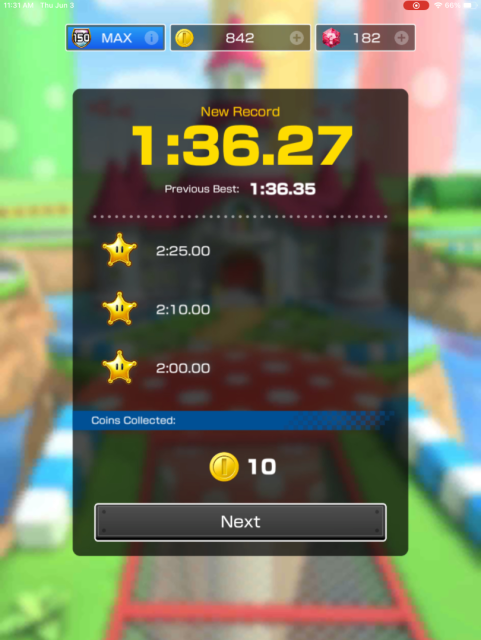 11:31 AM Thu Jun 3
66%
150 MAX
842
182
New Record
1:36.27
Previous Best: 1:36.35
2:25.00
2:10.00
2:00.00
Coins Collected:
10
Next